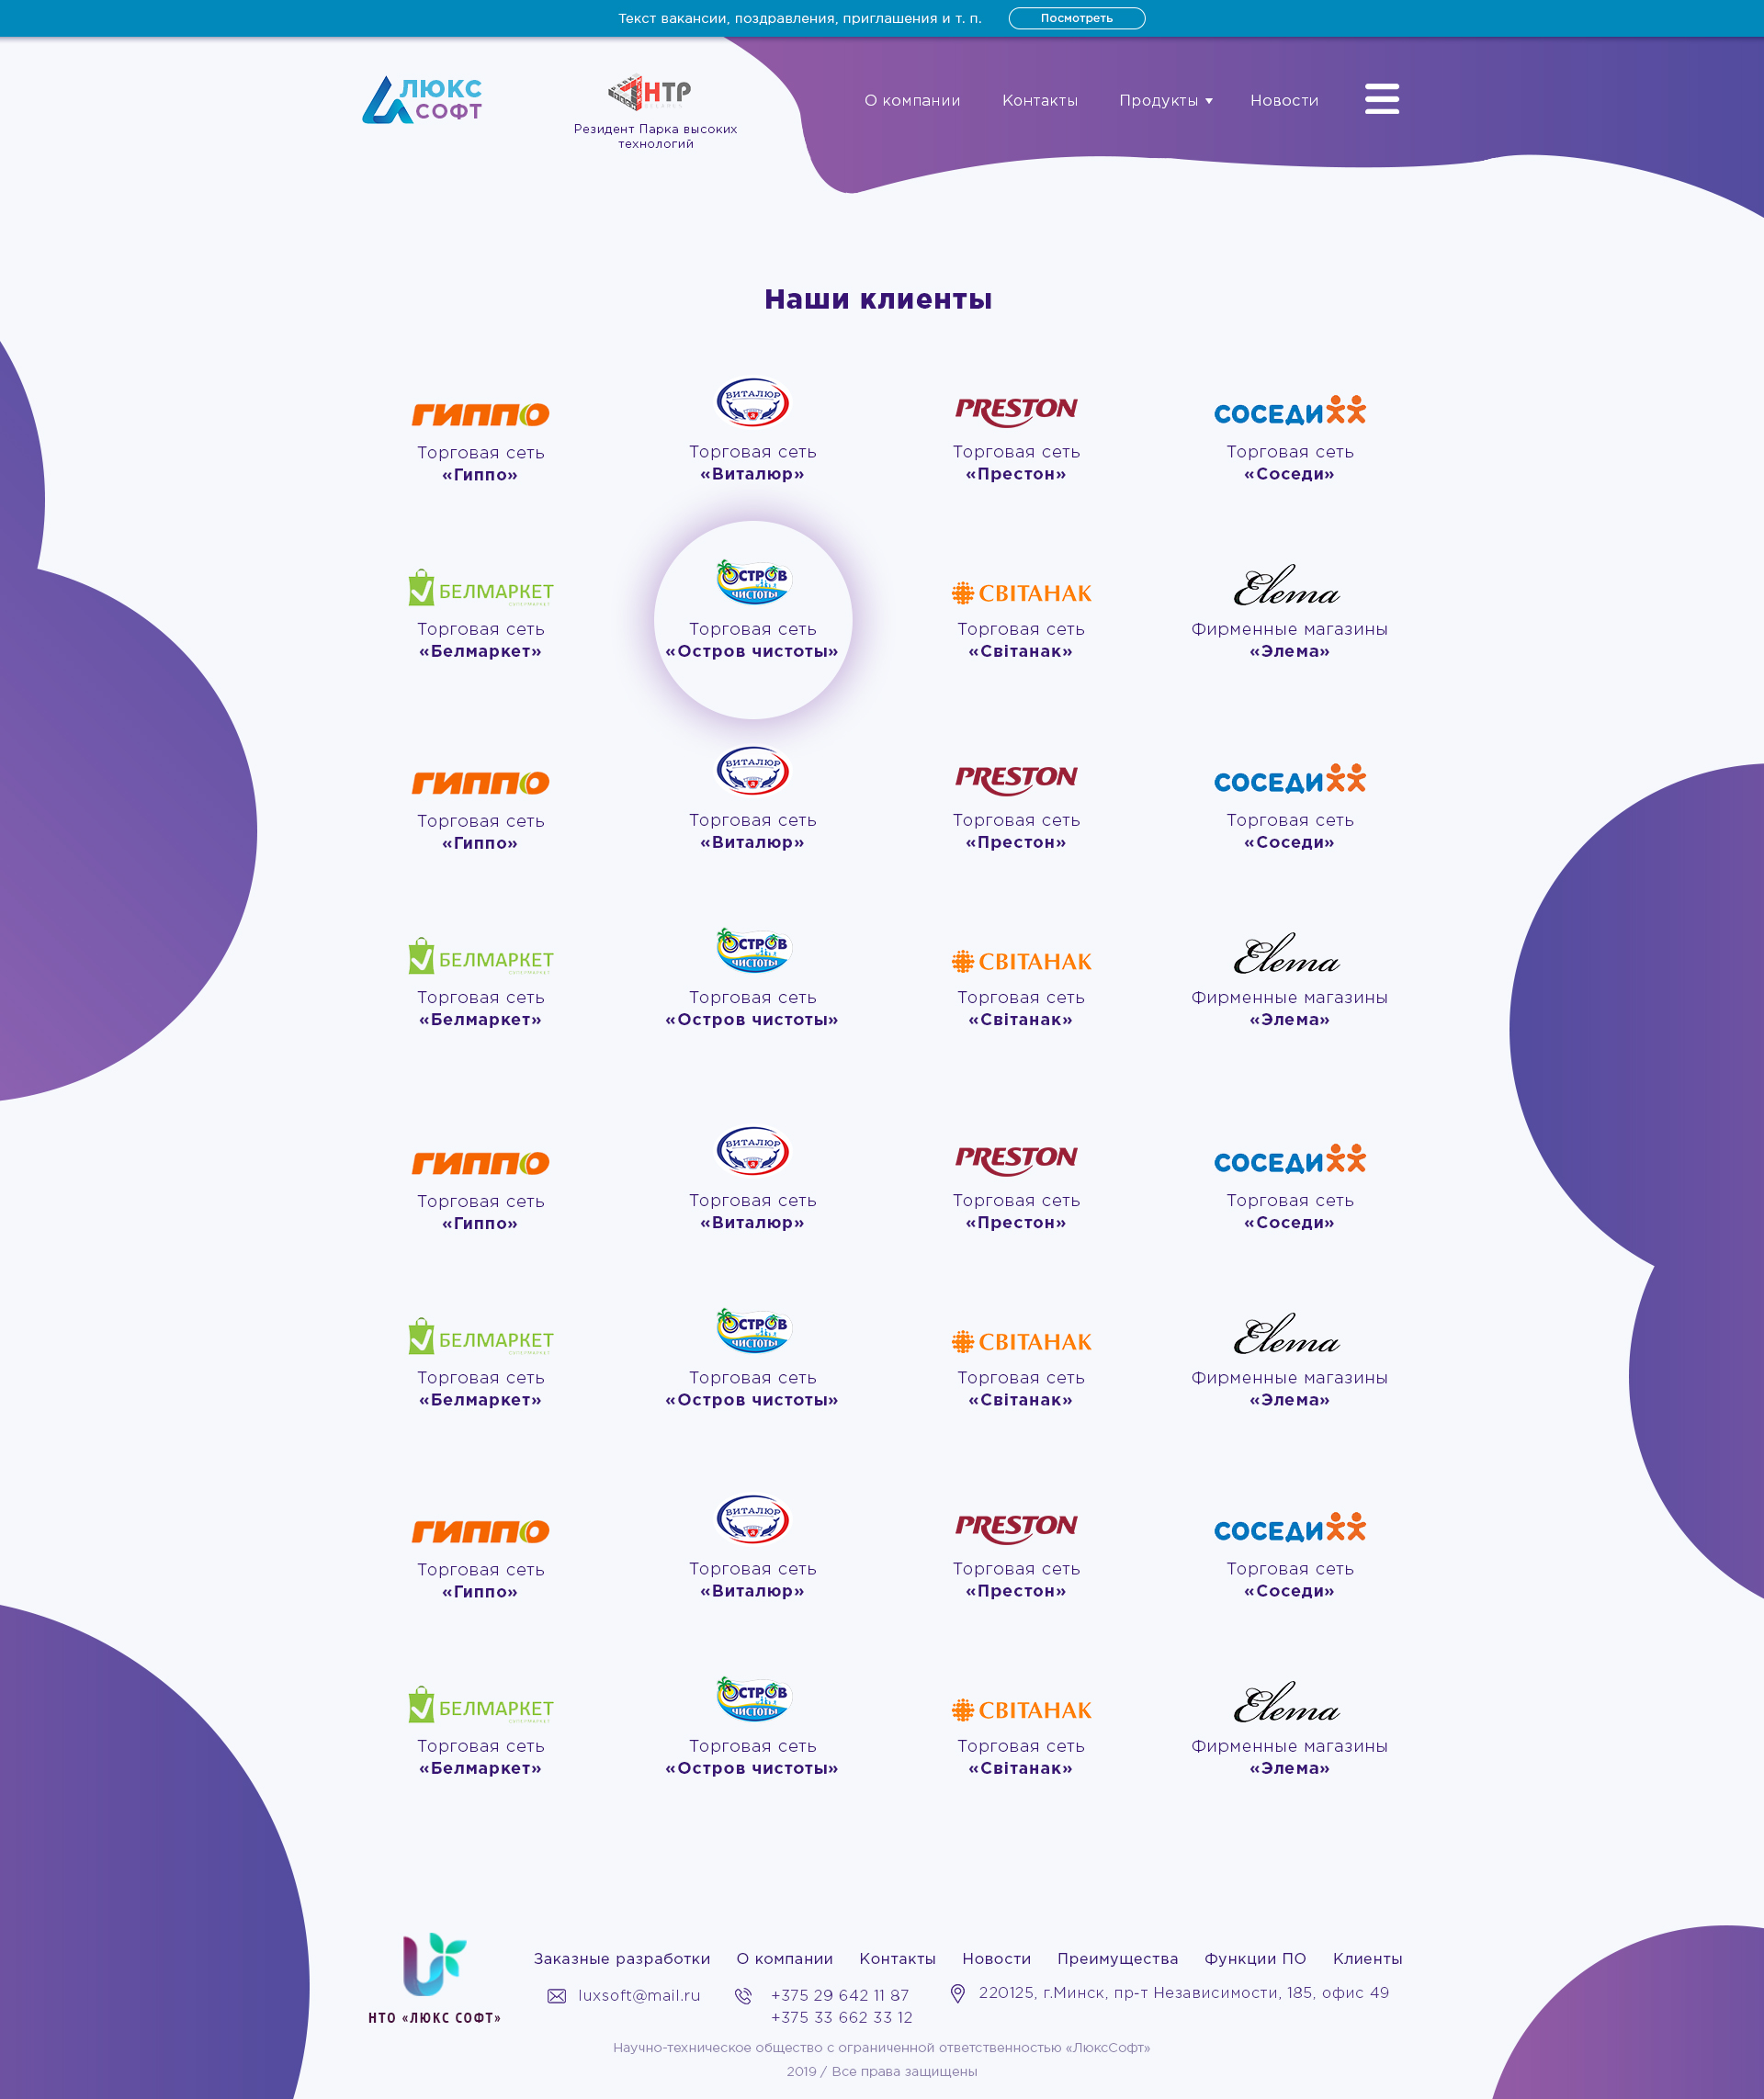 Текст вакансии, поздравления, приглашения и т. п. Посмотреть
ЛЮКС
СОФТ
НТР
Резидент Парка высоких
технологий
О компании Контакты Продукты Новости
Наши клиенты
ГИППО ВИТАЛЮР PRESTON СОСЕДИ
Торговая сеть Торговая сеть Торговая сеть Торговая сеть
«Гиппо» «Виталюр» «Престон» «Соседи»
БЕЛМАРКЕТ ОСТРОВ ЧИСТОТЫ СВIТАНАК Elema
Торговая сеть Торговая сеть Торговая сеть Фирменные магазины
«Белмаркет» «Остров чистоты» «Свiтанак» «Элема»
ГИППО ВИТАЛЮР PRESTON СОСЕДИ
Торговая сеть Торговая сеть Торговая сеть Торговая сеть
«Гиппо» «Виталюр» «Престон» «Соседи»
БЕЛМАРКЕТ ОСТРОВ ЧИСТОТЫ СВIТАНАК Elema
Торговая сеть Торговая сеть Торговая сеть Фирменные магазины
«Белмаркет» «Остров чистоты» «Свiтанак» «Элема»
ГИППО ВИТАЛЮР PRESTON СОСЕДИ
Торговая сеть Торговая сеть Торговая сеть Торговая сеть
«Гиппо» «Виталюр» «Престон» «Соседи»
БЕЛМАРКЕТ ОСТРОВ ЧИСТОТЫ СВIТАНАК Elema
Торговая сеть Торговая сеть Торговая сеть Фирменные магазины
«Белмаркет» «Остров чистоты» «Свiтанак» «Элема»
ГИППО ВИТАЛЮР PRESTON СОСЕДИ
Торговая сеть Торговая сеть Торговая сеть Торговая сеть
«Гиппо» «Виталюр» «Престон» «Соседи»
БЕЛМАРКЕТ ОСТРОВ ЧИСТОТЫ СВIТАНАК Elema
Торговая сеть Торговая сеть Торговая сеть Фирменные магазины
«Белмаркет» «Остров чистоты» «Свiтанак» «Элема»
НТО «ЛЮКС СОФТ»
Заказные разработки О компании Контакты Новости Преимущества Функции ПО Клиенты
luxsoft@mail.ru +375 29 642 11 87 220125, г.Минск, пр-т Независимости, 185, офис 49
+375 33 662 33 12
Научно-техническое общество с ограниченной ответственностью «ЛюксСофт»
2019 / Все права защищены